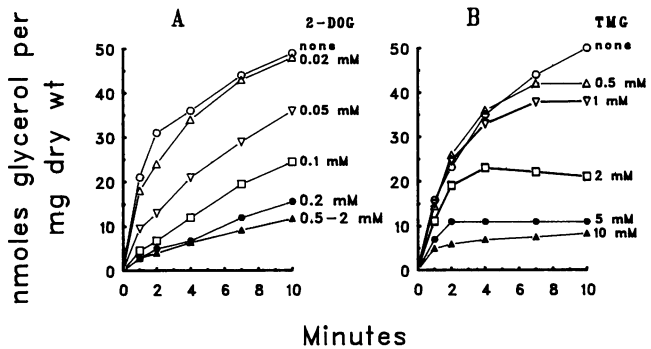 A
2-DOG
B
TMG
nmoles glycerol per
mg dry wt
50
40
30
20
10
0
none
0.02 mM
0.05 mM
0.1 mM
0.2 mM
0.5-2 mM
0 2 4 6 8 10
50
40
30
20
10
0
none
0.5 mM
1 mM
2 mM
5 mM
10 mM
0 2 4 6 8 10
Minutes